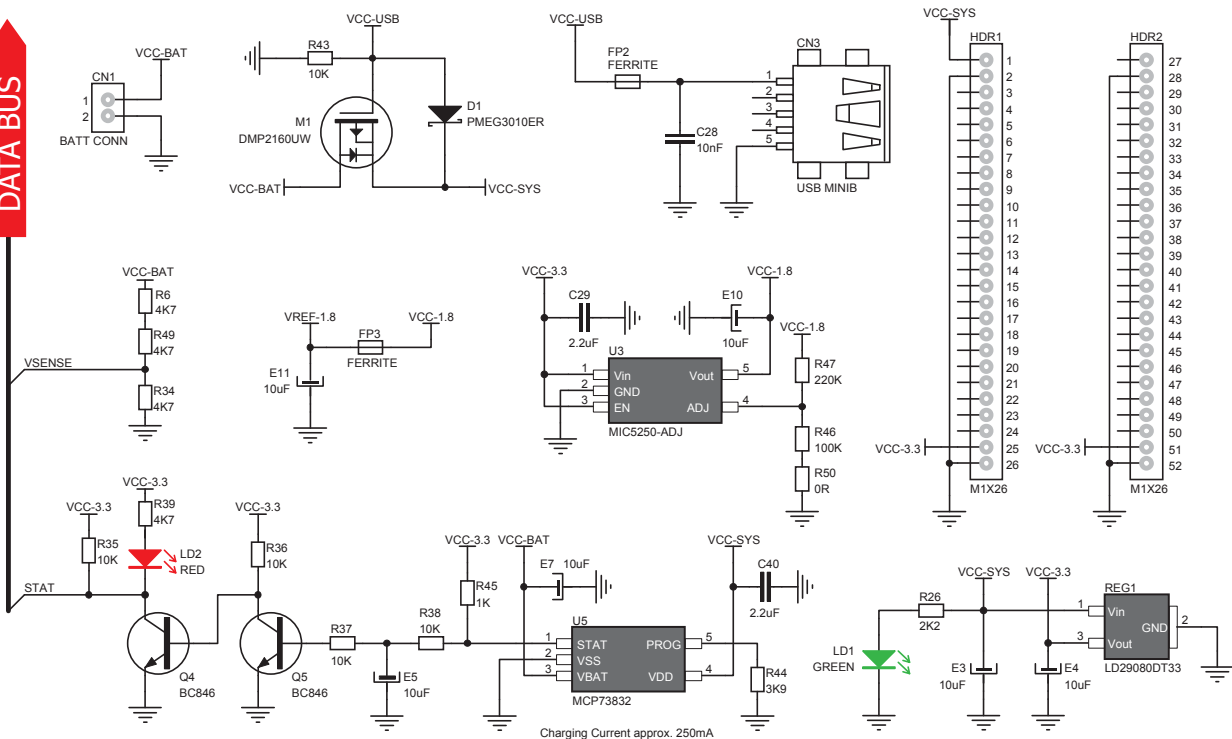 DATA BUS
VCC-BAT
CN1
1
2
BATT CONN
VCC-USB
R43
10K
M1
DMP2160UW
D1
PMEG3010ER
VCC-BAT
VCC-SYS
VCC-USB
FP2
FERRITE
C28
10nF
CN3
1
2
3
4
5
USB MINIB
VCC-SYS
HDR1
1
2
3
4
5
6
7
8
9
10
11
12
13
14
15
16
17
18
19
20
21
22
23
24
25
26
VCC-3.3
M1X26
HDR2
27
28
29
30
31
32
33
34
35
36
37
38
39
40
41
42
43
44
45
46
47
48
49
50
51
52
VCC-3.3
M1X26
VCC-BAT
R6
4K7
R49
4K7
VSENSE
R34
4K7
VREF-1.8
VCC-1.8
FP3
FERRITE
E11
10uF
VCC-3.3
C29
2.2uF
E10
10uF
VCC-1.8
VCC-1.8
U3
1
Vin
Vout
5
2
GND
3
EN
ADJ
4
MIC5250-ADJ
R47
220K
R46
100K
R50
0R
VCC-3.3
R35
10K
VCC-3.3
R39
4K7
LD2
RED
STAT
Q4
BC846
VCC-3.3
R36
10K
Q5
BC846
R37
10K
R38
10K
E5
10uF
VCC-3.3
R45
1K
VCC-BAT
E7
10uF
U5
1
STAT
PROG
5
2
VSS
3
VBAT
VDD
4
MCP73832
VCC-SYS
C40
2.2uF
R44
3K9
Charging Current approx. 250mA
R26
2K2
LD1
GREEN
VCC-SYS
E3
10uF
VCC-3.3
E4
10uF
REG1
1
Vin
GND
2
3
Vout
LD29080DT33